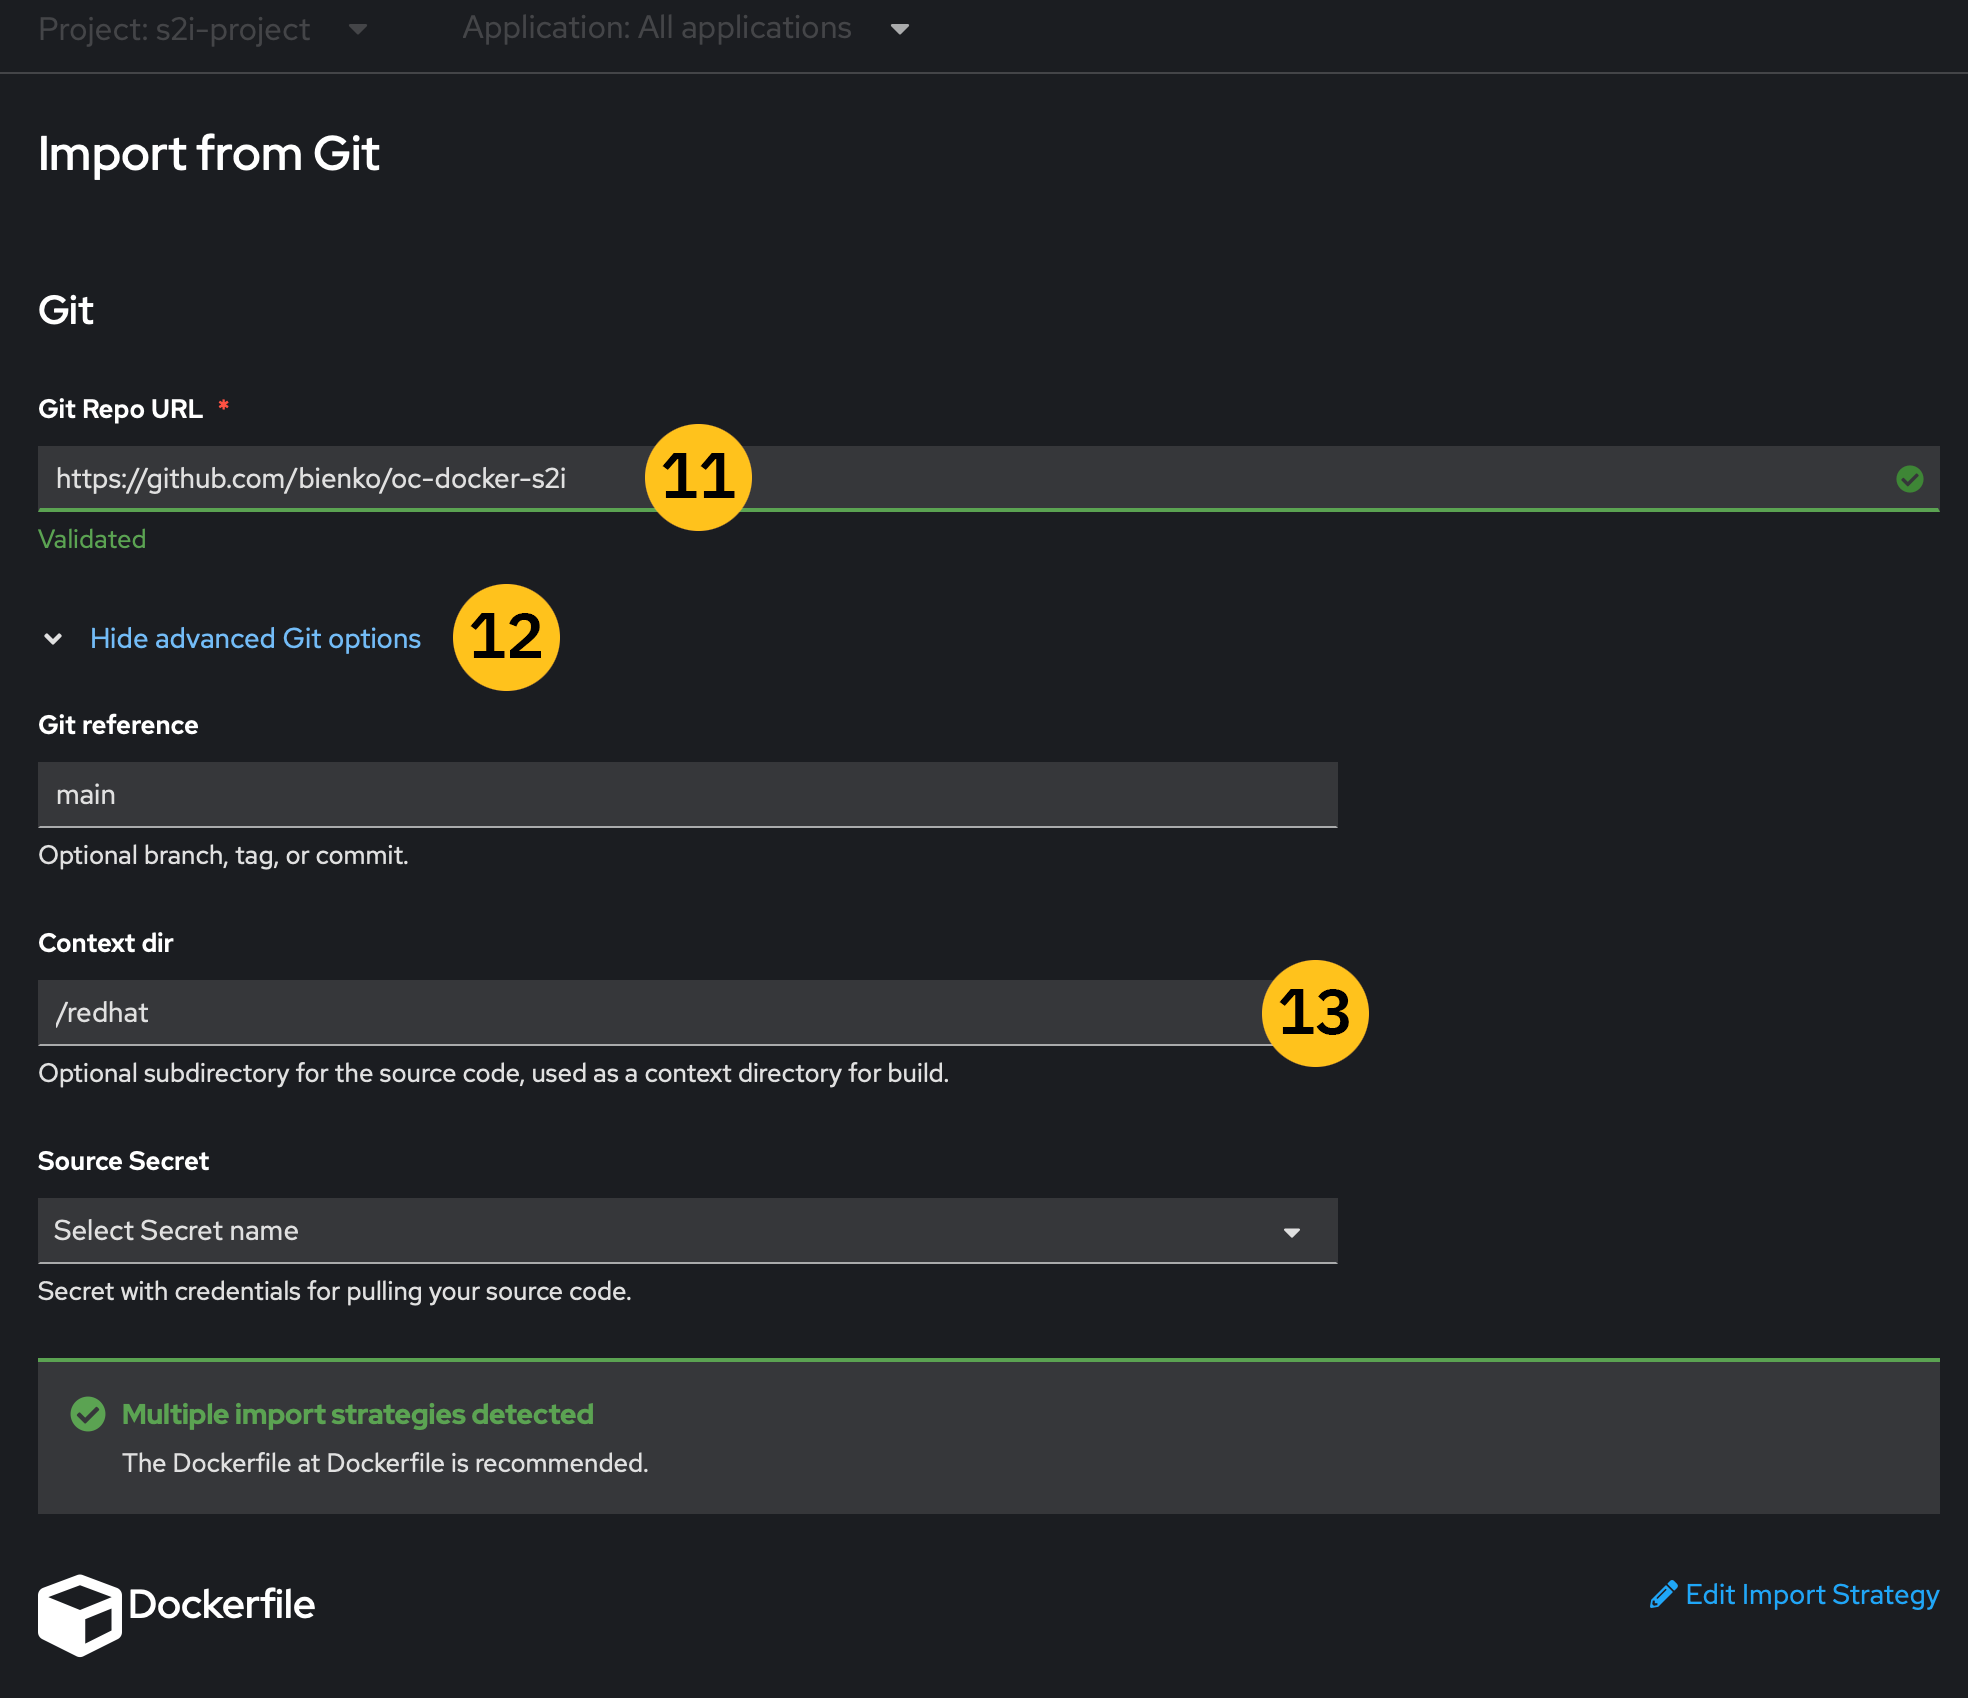 Project: s2i-project Application: All applications
Import from Git
Git
Git Repo URL *
https://github.com/bienko/oc-docker-s2i 11
Validated
Hide advanced Git options 12
Git reference
main
Optional branch, tag, or commit.
Context dir
/redhat 13
Optional subdirectory for the source code, used as a context directory for build.
Source Secret
Select Secret name
Secret with credentials for pulling your source code.
Multiple import strategies detected
The Dockerfile at Dockerfile is recommended.
Dockerfile Edit Import Strategy